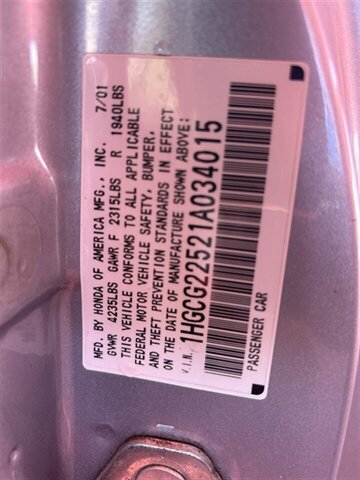 MFD. BY HONDA OF AMERICA MFG., INC. 7/01
GVWR 4235LBS GAWR F 2315LBS R 1940LBS
THIS VEHICLE CONFORMS TO ALL APPLICABLE
FEDERAL MOTOR VEHICLE SAFETY, BUMPER,
AND THEFT PREVENTION STANDARDS IN EFFECT
ON THE DATE OF MANUFACTURE SHOWN ABOVE:
V.I.N. 1HGCG22521A034015
PASSENGER CAR